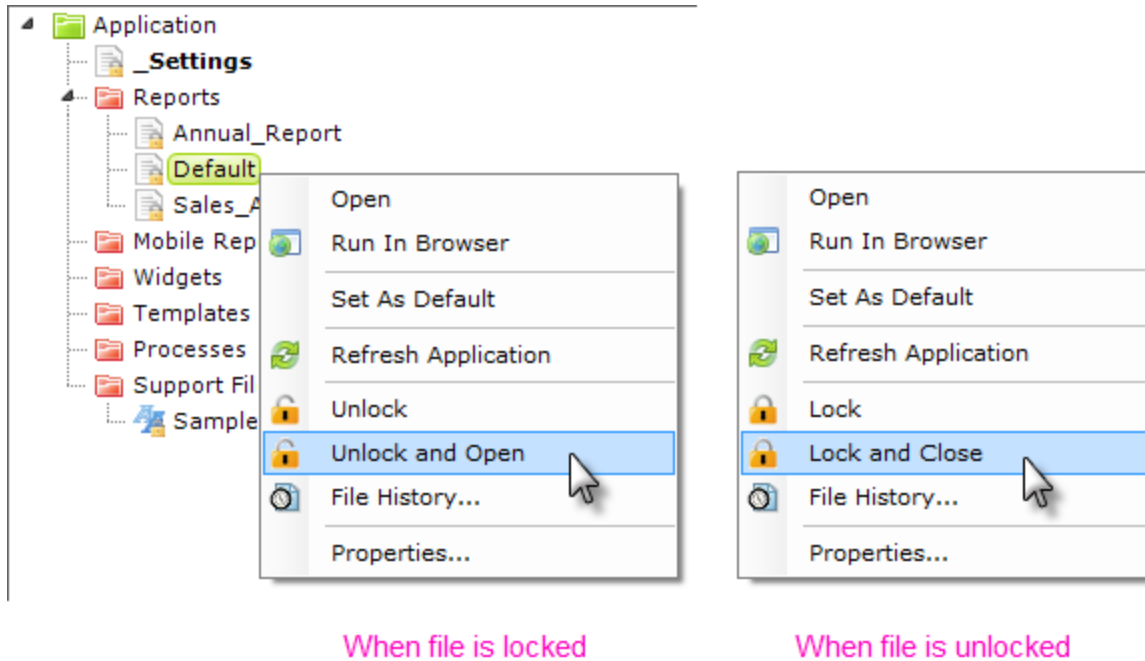 Application
_Settings
Reports
Annual_Report
Default
Sales_A
Mobile Rep
Widgets
Templates
Processes
Support Fil
Sample
Open
Run In Browser
Set As Default
Refresh Application
Unlock
Unlock and Open
File History...
Properties...
When file is locked
Open
Run In Browser
Set As Default
Refresh Application
Lock
Lock and Close
File History...
Properties...
When file is unlocked